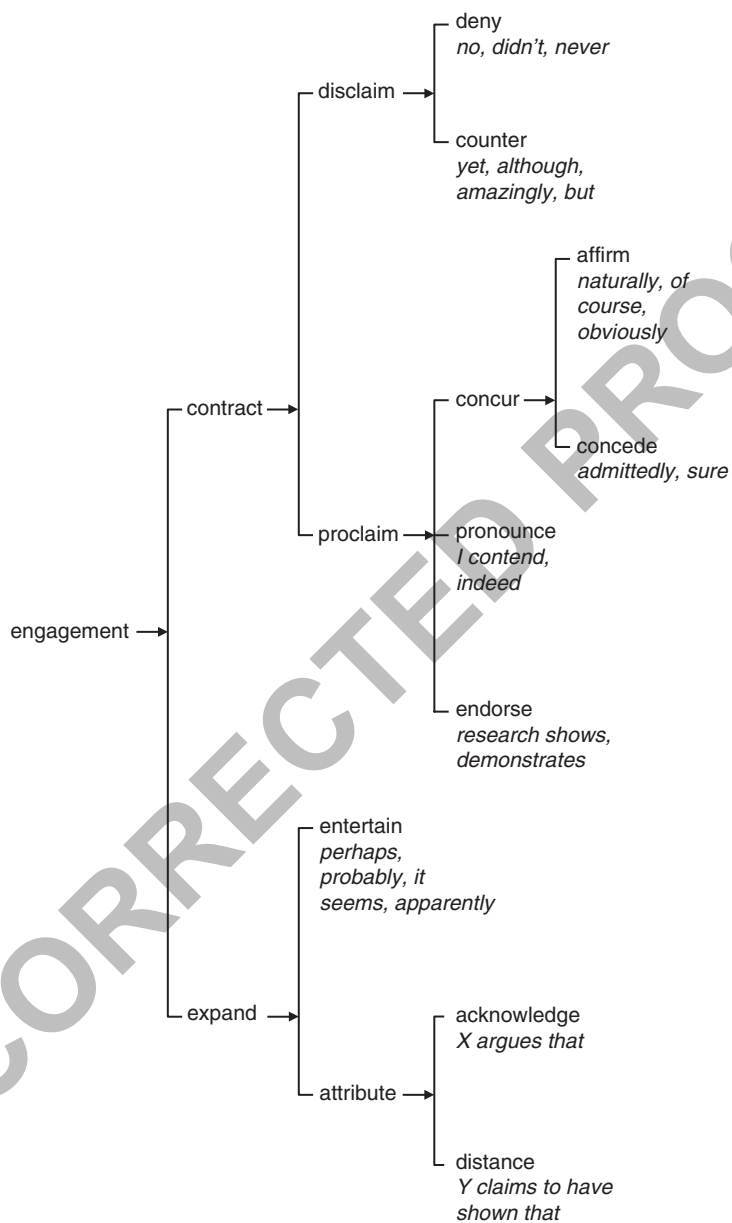 deny
no, didn't, never
disclaim
counter
yet, although,
amazingly, but
affirm
naturally, of
course,
obviously
contract
concur
concede
admittedly, sure
proclaim
pronounce
I contend,
indeed
engagement
endorse
research shows,
demonstrates
entertain
perhaps,
probably, it
seems, apparently
expand
acknowledge
X argues that
attribute
distance
Y claims to have
shown that
CORRECTED PRO